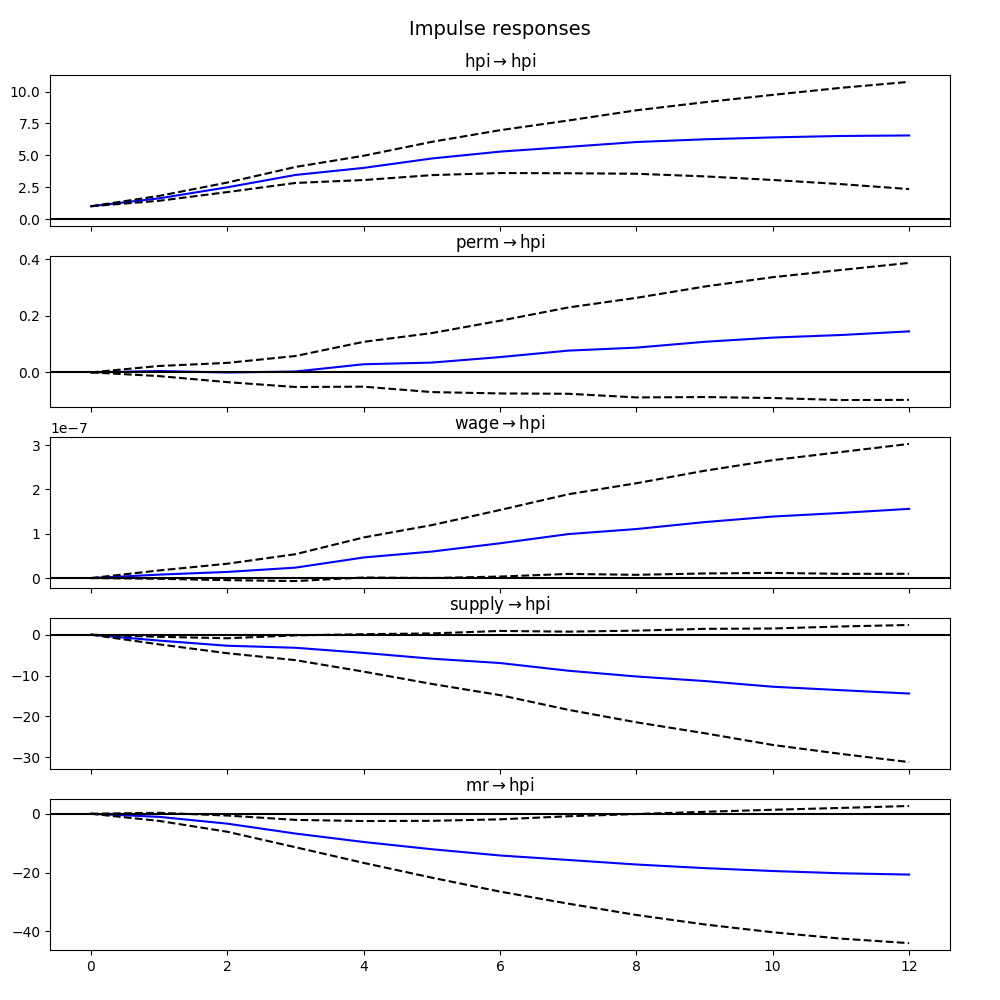 Impulse responses
hpi → hpi
10.0
7.5
5.0
2.5
0.0
perm → hpi
0.4
0.2
0.0
wage → hpi
1e−7
3
2
1
0
supply → hpi
0
−10
−20
−30
mr → hpi
0
−20
−40
0 2 4 6 8 10 12